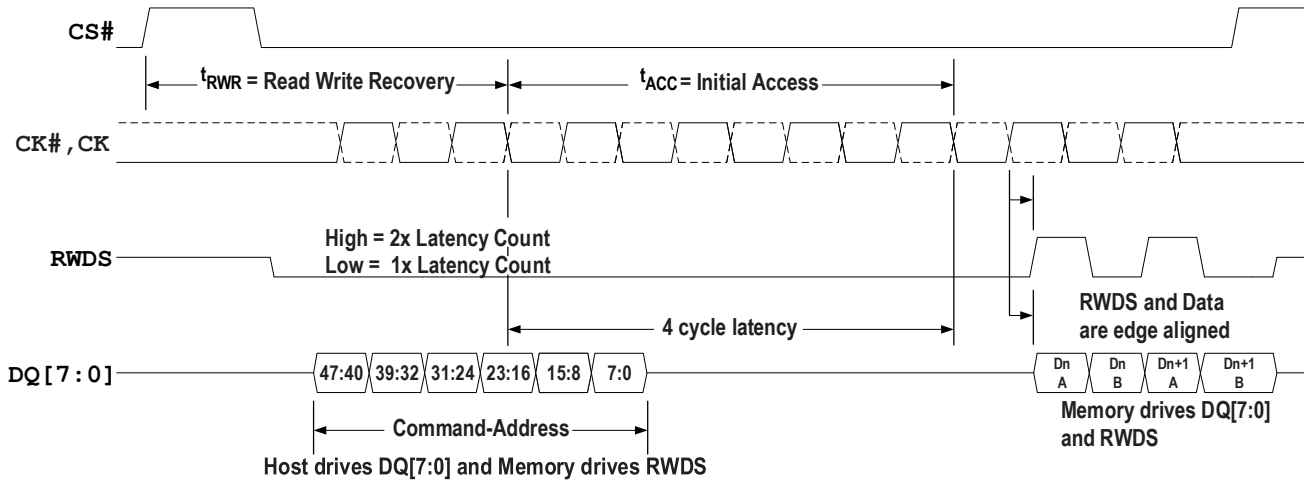 CS#
tRWR = Read Write Recovery
tACC = Initial Access
CK#,CK
High = 2x Latency Count
Low = 1x Latency Count
RWDS
RWDS and Data
are edge aligned
4 cycle latency
DQ[7:0]
47:40 39:32 31:24 23:16 15:8 7:0
Dn A
Dn B
Dn+1 A
Dn+1 B
Command-Address
Memory drives DQ[7:0]
and RWDS
Host drives DQ[7:0] and Memory drives RWDS